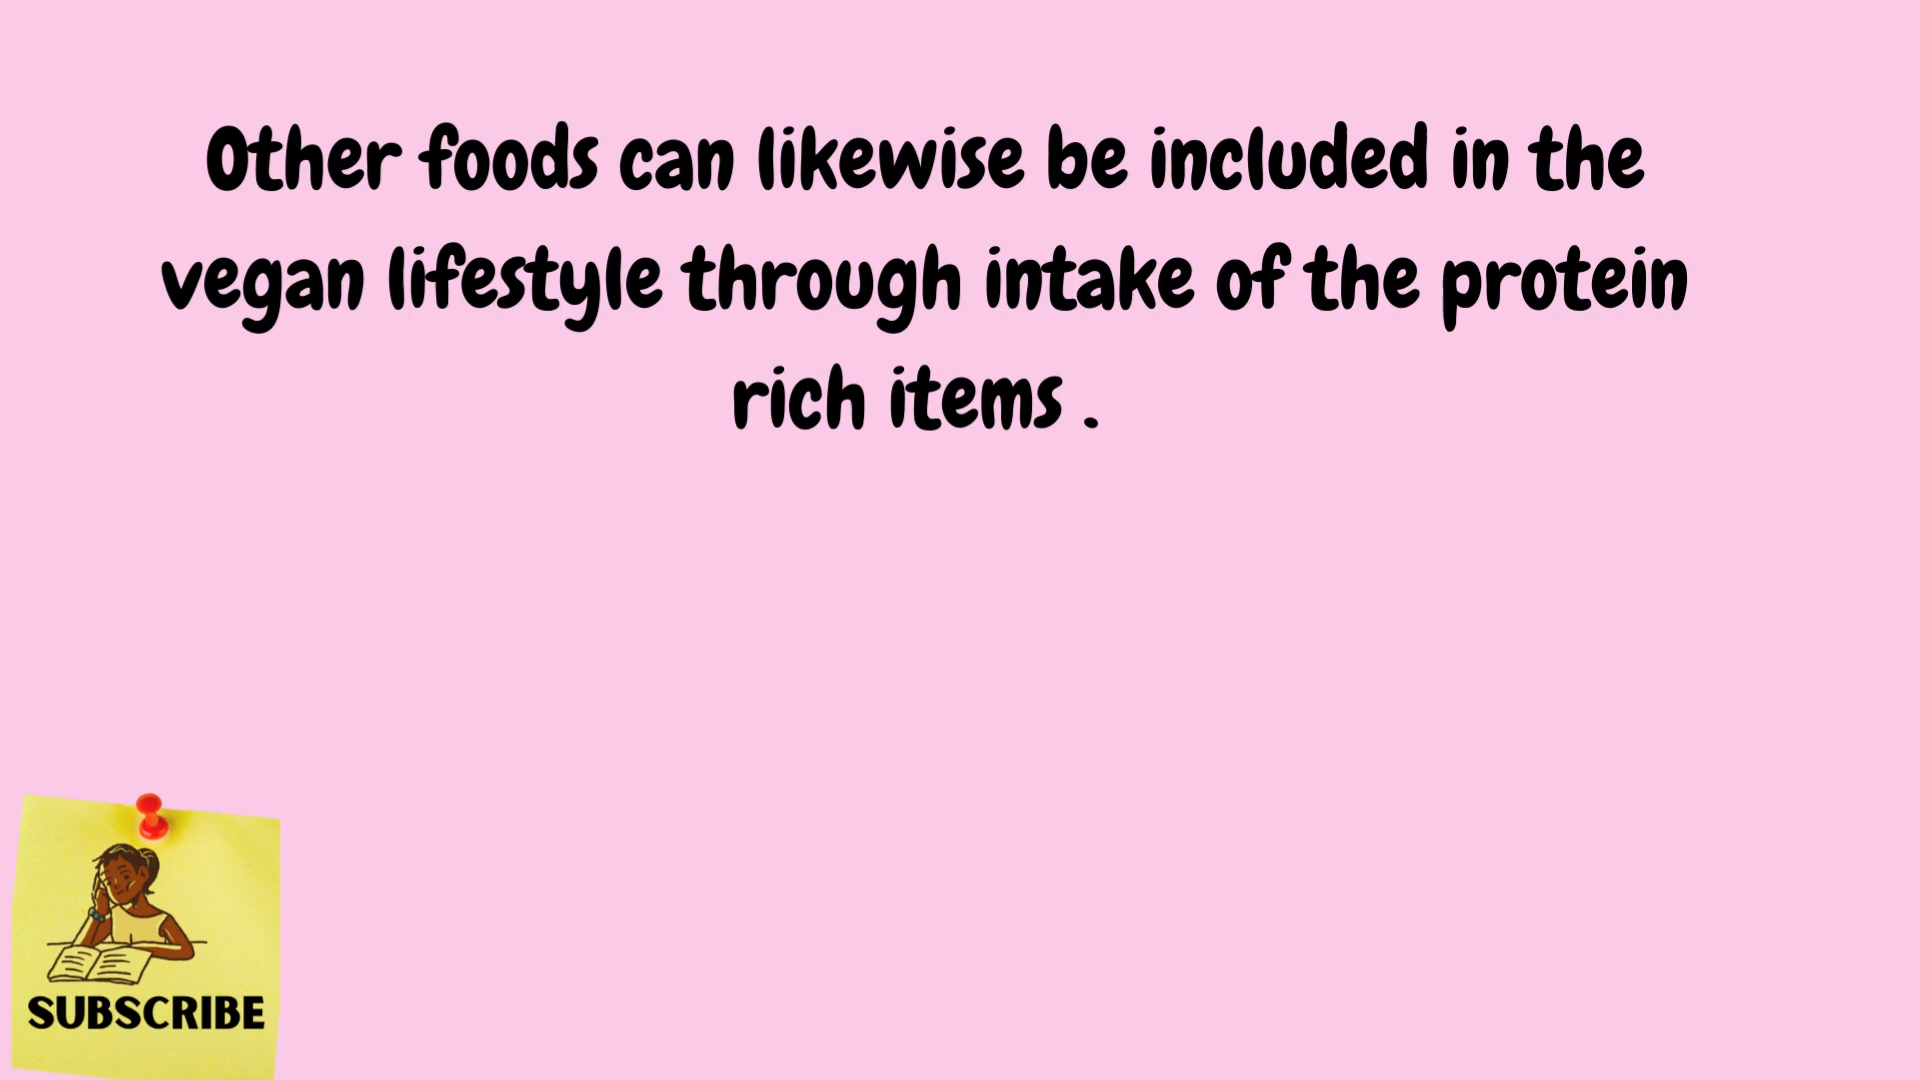 Other foods can likewise be included in the
vegan lifestyle through intake of the protein
rich items .
SUBSCRIBE